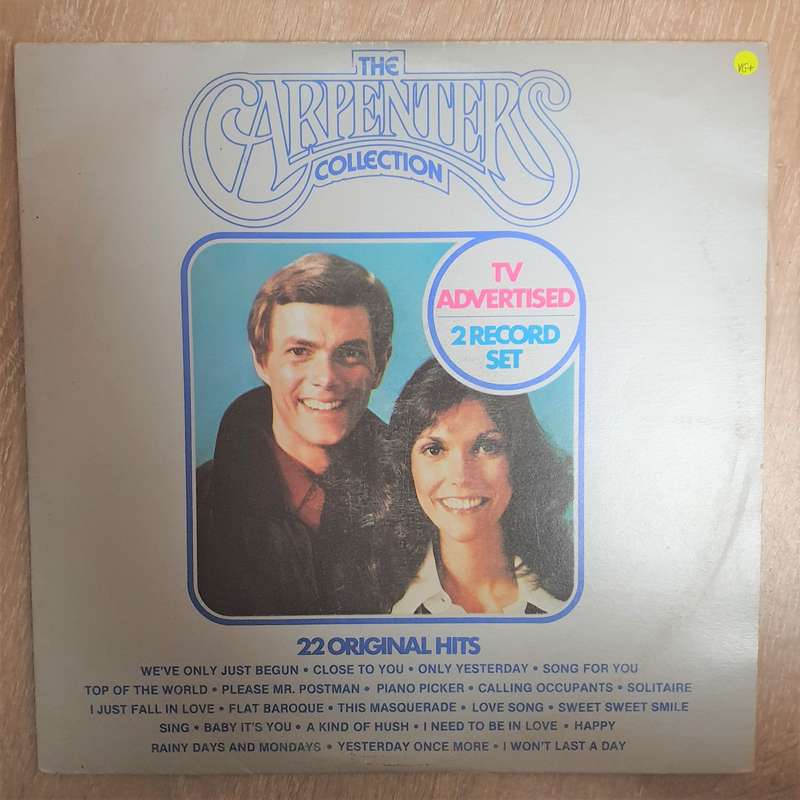 THE
CARPENTERS
COLLECTION
VG+
TV
ADVERTISED
2 RECORD
SET
22 ORIGINAL HITS
WE'VE ONLY JUST BEGUN • CLOSE TO YOU • ONLY YESTERDAY • SONG FOR YOU
TOP OF THE WORLD • PLEASE MR. POSTMAN • PIANO PICKER • CALLING OCCUPANTS • SOLITAIRE
I JUST FALL IN LOVE • FLAT BAROQUE • THIS MASQUERADE • LOVE SONG • SWEET SWEET SMILE
SING • BABY IT'S YOU • A KIND OF HUSH • I NEED TO BE IN LOVE • HAPPY
RAINY DAYS AND MONDAYS • YESTERDAY ONCE MORE • I WON'T LAST A DAY